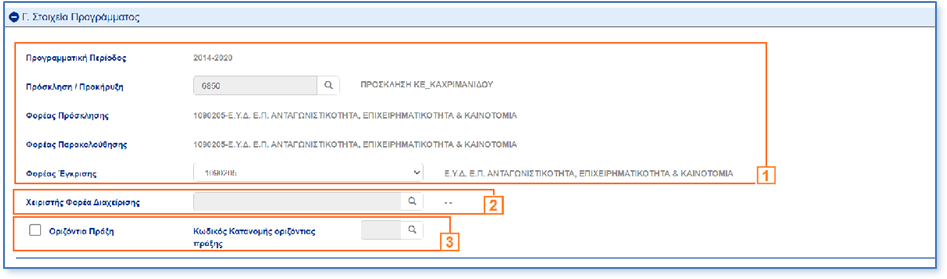 Γ. Στοιχεία Προγράμματος
Προγραμματική Περίοδος 2014-2020
Πρόσκληση / Προκήρυξη 6850 ΠΡΟΣΚΛΗΣΗ ΚΕ_ΚΑΧΡΙΜΑΝΙΔΟΥ
Φορέας Πρόσκλησης 1090205-Ε.Υ.Δ. Ε.Π. ΑΝΤΑΓΩΝΙΣΤΙΚΟΤΗΤΑ, ΕΠΙΧΕΙΡΗΜΑΤΙΚΟΤΗΤΑ & ΚΑΙΝΟΤΟΜΙΑ
Φορέας Παρακολούθησης 1090205-Ε.Υ.Δ. Ε.Π. ΑΝΤΑΓΩΝΙΣΤΙΚΟΤΗΤΑ, ΕΠΙΧΕΙΡΗΜΑΤΙΚΟΤΗΤΑ & ΚΑΙΝΟΤΟΜΙΑ
Φορέας Έγκρισης 1090205 Ε.Υ.Δ. Ε.Π. ΑΝΤΑΓΩΝΙΣΤΙΚΟΤΗΤΑ, ΕΠΙΧΕΙΡΗΜΑΤΙΚΟΤΗΤΑ & ΚΑΙΝΟΤΟΜΙΑ
1
Χειριστής Φορέα Διαχείρισης - -
2
Οριζόντια Πράξη Κωδικός Κατανομής οριζόντιας
πράξης
3